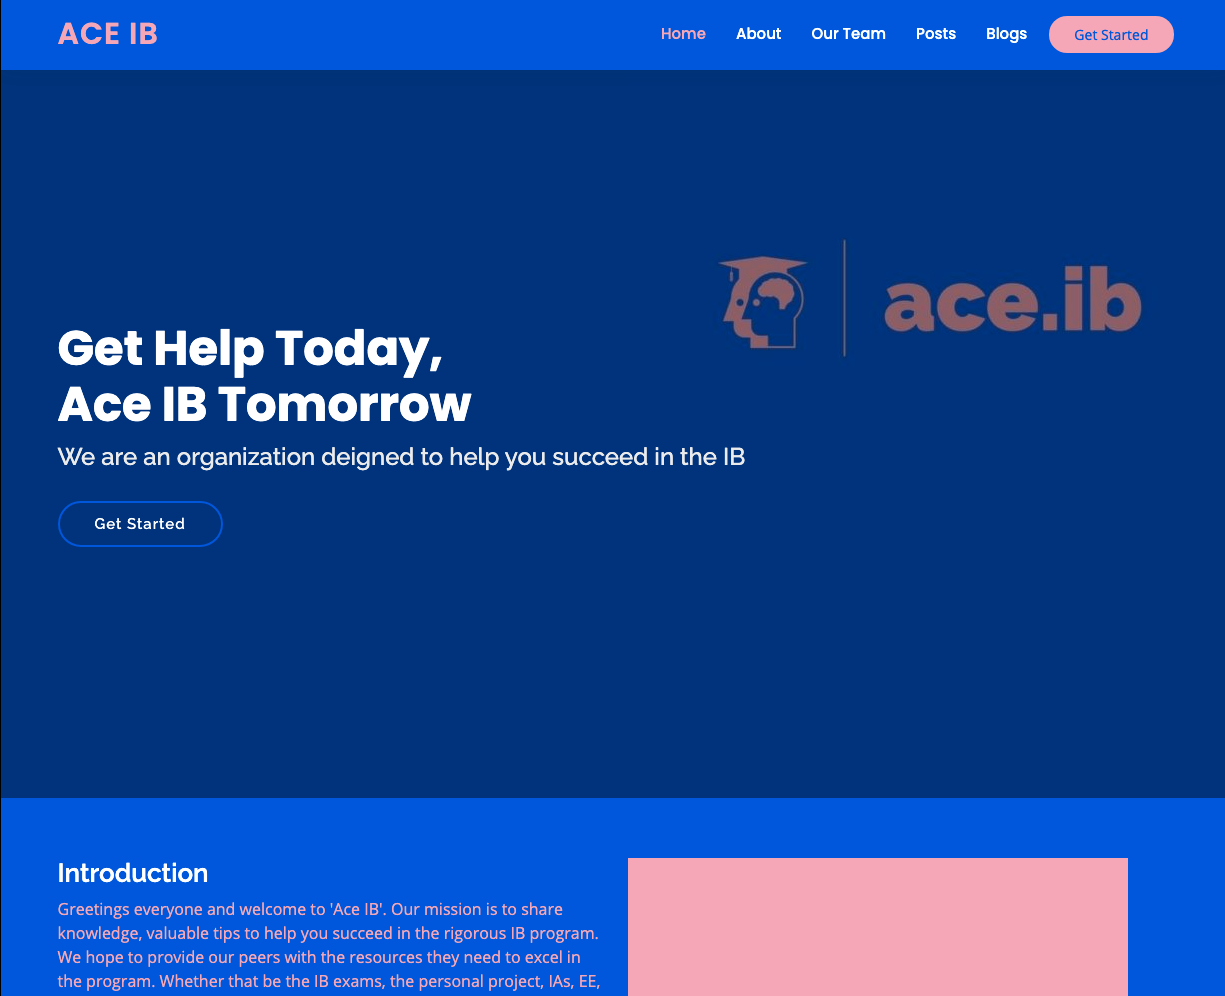 ACE IB
Home About Our Team Posts Blogs Get Started
ace.ib
Get Help Today,
Ace IB Tomorrow
We are an organization deigned to help you succeed in the IB
Get Started
Introduction
Greetings everyone and welcome to 'Ace IB'. Our mission is to share
knowledge, valuable tips to help you succeed in the rigorous IB program.
We hope to provide our peers with the resources they need to excel in
the program. Whether that be the IB exams, the personal project, IAs, EE,